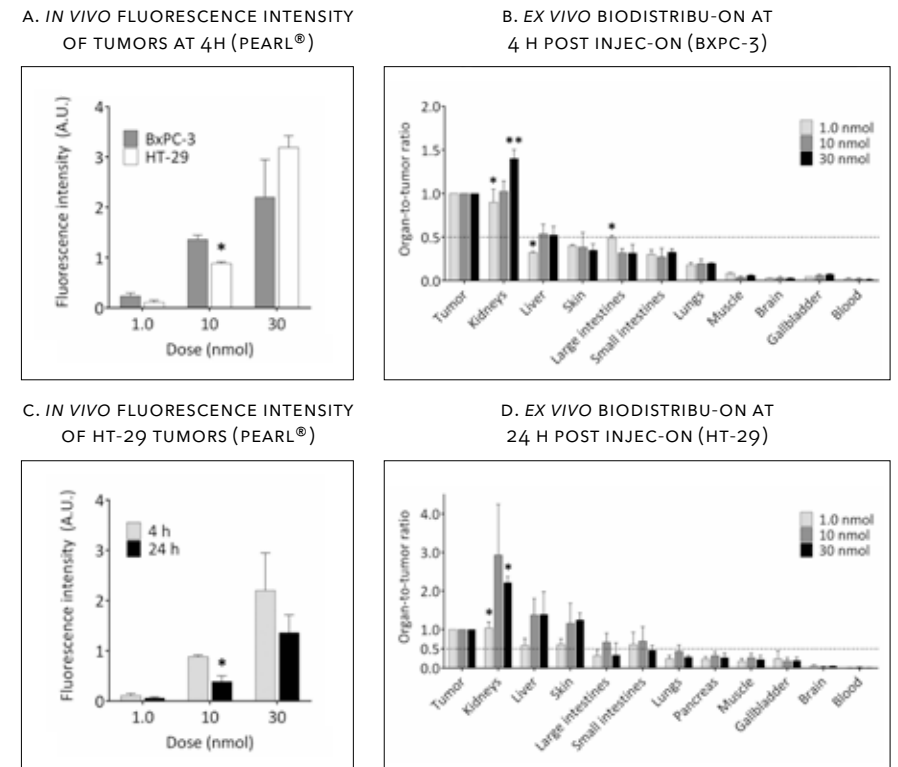 A. IN VIVO FLUORESCENCE INTENSITY
OF TUMORS AT 4H (PEARL®)
Fluorescence intensity (A.U.)
4
3
2
1
0
BxPC-3
HT-29
*
1.0 10 30
Dose (nmol)
B. EX VIVO BIODISTRIBU-ON AT
4 H POST INJEC-ON (BXPC-3)
Organ-to-tumor ratio
2.0
1.5
1.0
0.5
0.0
1.0 nmol
10 nmol
30 nmol
* ** * *
Tumor
Kidneys
Liver
Skin
Large intestines
Small intestines
Lungs
Muscle
Brain
Gallbladder
Blood
C. IN VIVO FLUORESCENCE INTENSITY
OF HT-29 TUMORS (PEARL®)
Fluorescence intensity (A.U.)
4
3
2
1
0
4 h
24 h
*
1.0 10 30
Dose (nmol)
D. EX VIVO BIODISTRIBU-ON AT
24 H POST INJEC-ON (HT-29)
Organ-to-tumor ratio
4.0
3.0
2.0
1.0
0.5
0.0
1.0 nmol
10 nmol
30 nmol
* *
Tumor
Kidneys
Liver
Skin
Large intestines
Small intestines
Lungs
Pancreas
Muscle
Gallbladder
Brain
Blood